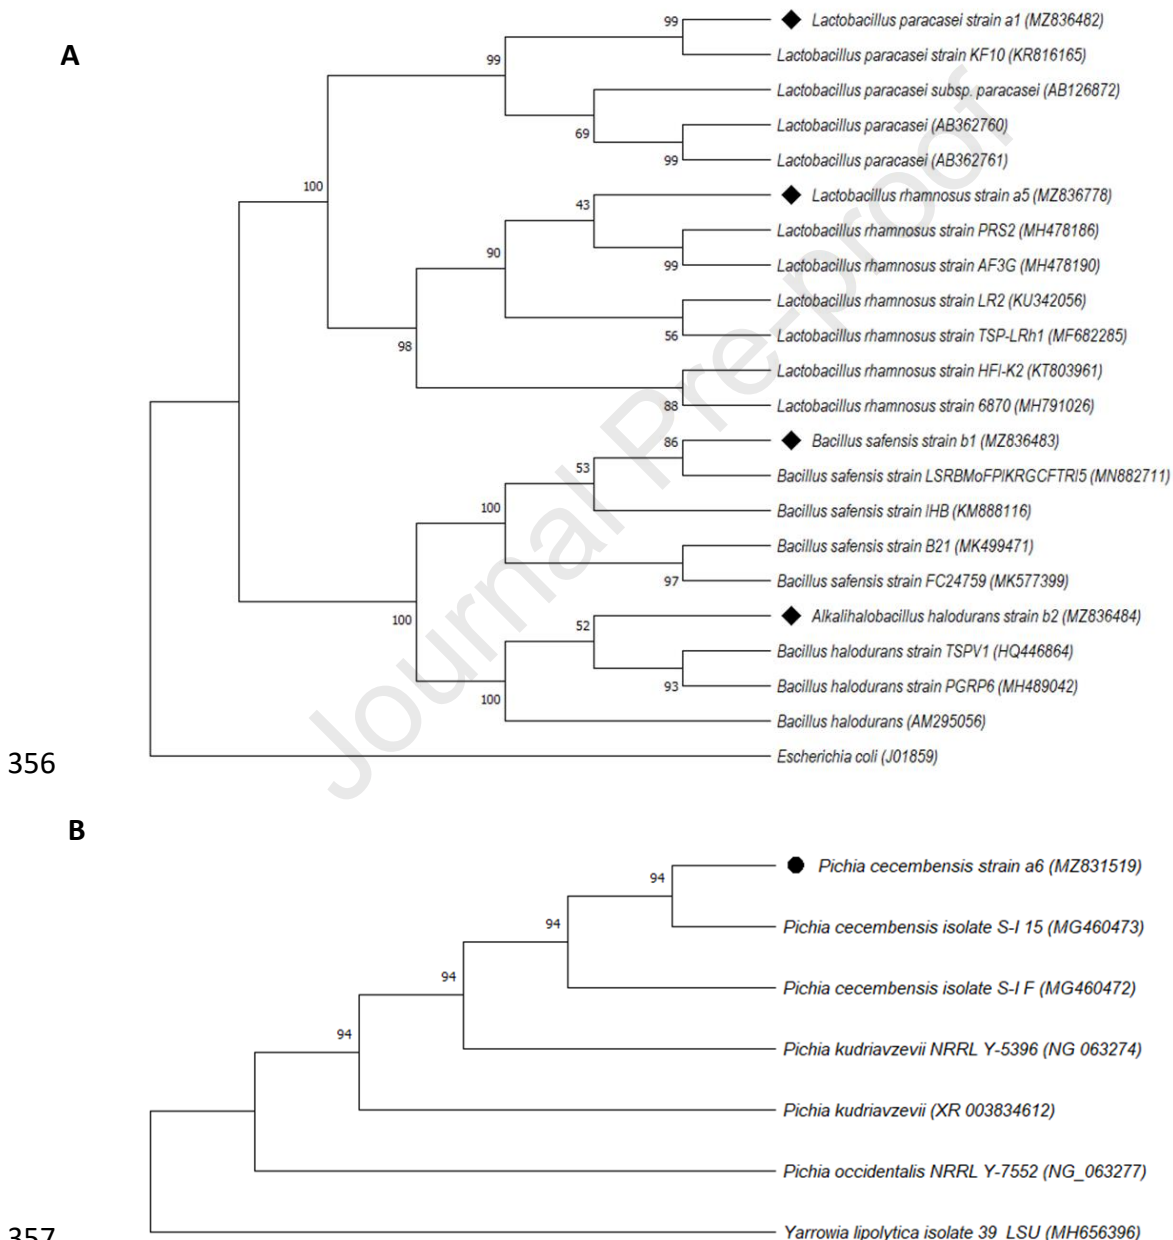 A
99
Lactobacillus paracasei strain a1 (MZ836482)
Lactobacillus paracasei strain KF10 (KR816165)
99
Lactobacillus paracasei subsp. paracasei (AB126872)
69
Lactobacillus paracasei (AB362760)
99
Lactobacillus paracasei (AB362761)
100
Lactobacillus rhamnosus strain a5 (MZ836778)
43
Lactobacillus rhamnosus strain PRS2 (MH478186)
90
99
Lactobacillus rhamnosus strain AF3G (MH478190)
Lactobacillus rhamnosus strain LR2 (KU342056)
56
Lactobacillus rhamnosus strain TSP-LRh1 (MF682285)
98
Lactobacillus rhamnosus strain HFI-K2 (KT803961)
88
Lactobacillus rhamnosus strain 6870 (MH791026)
86
Bacillus safensis strain b1 (MZ836483)
53
Bacillus safensis strain LSRBMoFPIKRGCFTRI5 (MN882711)
100
Bacillus safensis strain IHB (KM888116)
Bacillus safensis strain B21 (MK499471)
97
Bacillus safensis strain FC24759 (MK577399)
100
Alkalihalobacillus halodurans strain b2 (MZ836484)
52
Bacillus halodurans strain TSPV1 (HQ446864)
93
Bacillus halodurans strain PGRP6 (MH489042)
100
Bacillus halodurans (AM295056)
Escherichia coli (J01859)
356
Journal Pre-proof
B
94
Pichia cecembensis strain a6 (MZ831519)
94
Pichia cecembensis isolate S-I 15 (MG460473)
94
Pichia cecembensis isolate S-I F (MG460472)
94
Pichia kudriavzevii NRRL Y-5396 (NG 063274)
Pichia kudriavzevii (XR 003834612)
Pichia occidentalis NRRL Y-7552 (NG_063277)
Yarrowia lipolytica isolate 39 LSU (MH656396)
357